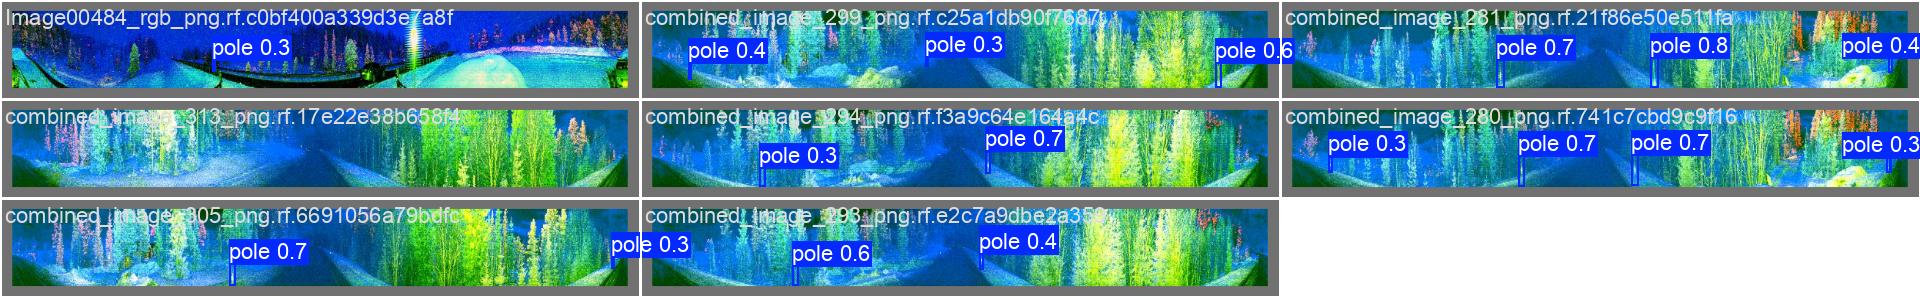 Image00484_rgb_png.rf.c0bf400a339d3e7a8f
pole 0.3
combined_image_299_png.rf.c25a1db90f7687
pole 0.4
pole 0.3
pole 0.6
combined_image_281_png.rf.21f86e50e511fa
pole 0.7
pole 0.8
pole 0.4
combined_image_313_png.rf.17e22e38b658f4
combined_image_294_png.rf.f3a9c64e164a4c
pole 0.3
pole 0.7
combined_image_280_png.rf.741c7cbd9c9f16
pole 0.3
pole 0.7
pole 0.7
pole 0.3
combined_image_305_png.rf.6691056a79bdfc
pole 0.7
pole 0.3
combined_image_293_png.rf.e2c7a9dbe2a359
pole 0.6
pole 0.4